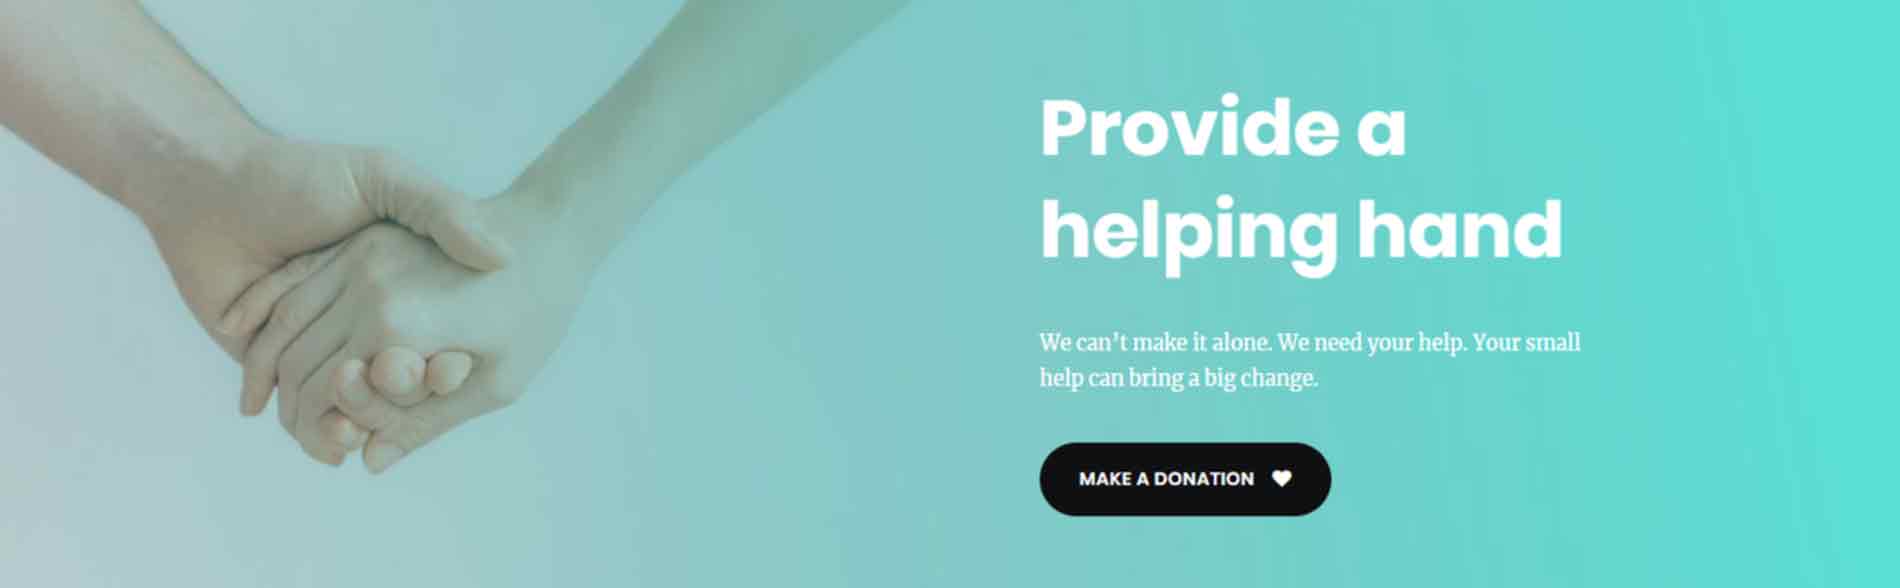 Provide a
helping hand
We can’t make it alone. We need your help. Your small
help can bring a big change.
MAKE A DONATION